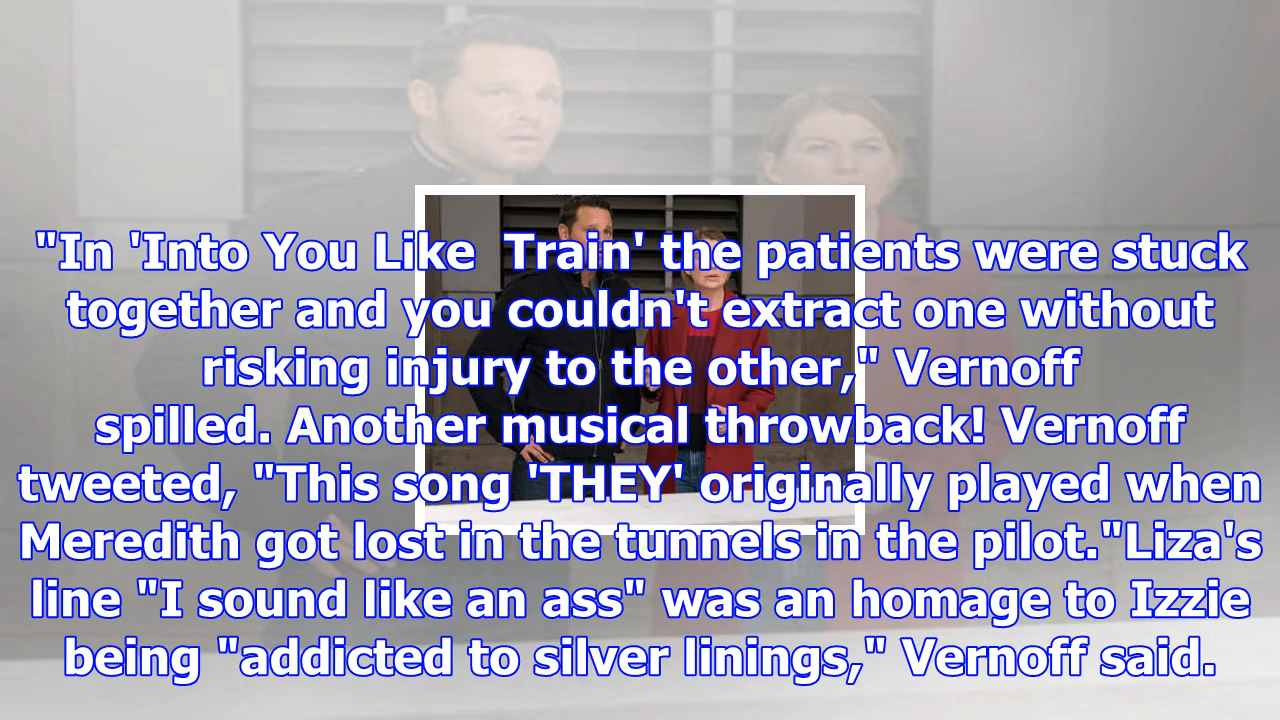 "In 'Into You Like  Train' the patients were stuck
together and you couldn't extract one without
risking injury to the other," Vernoff
spilled. Another musical throwback! Vernoff
tweeted, "This song 'THEY' originally played when
Meredith got lost in the tunnels in the pilot."Liza's
line "I sound like an ass" was an homage to Izzie
being "addicted to silver linings," Vernoff said.